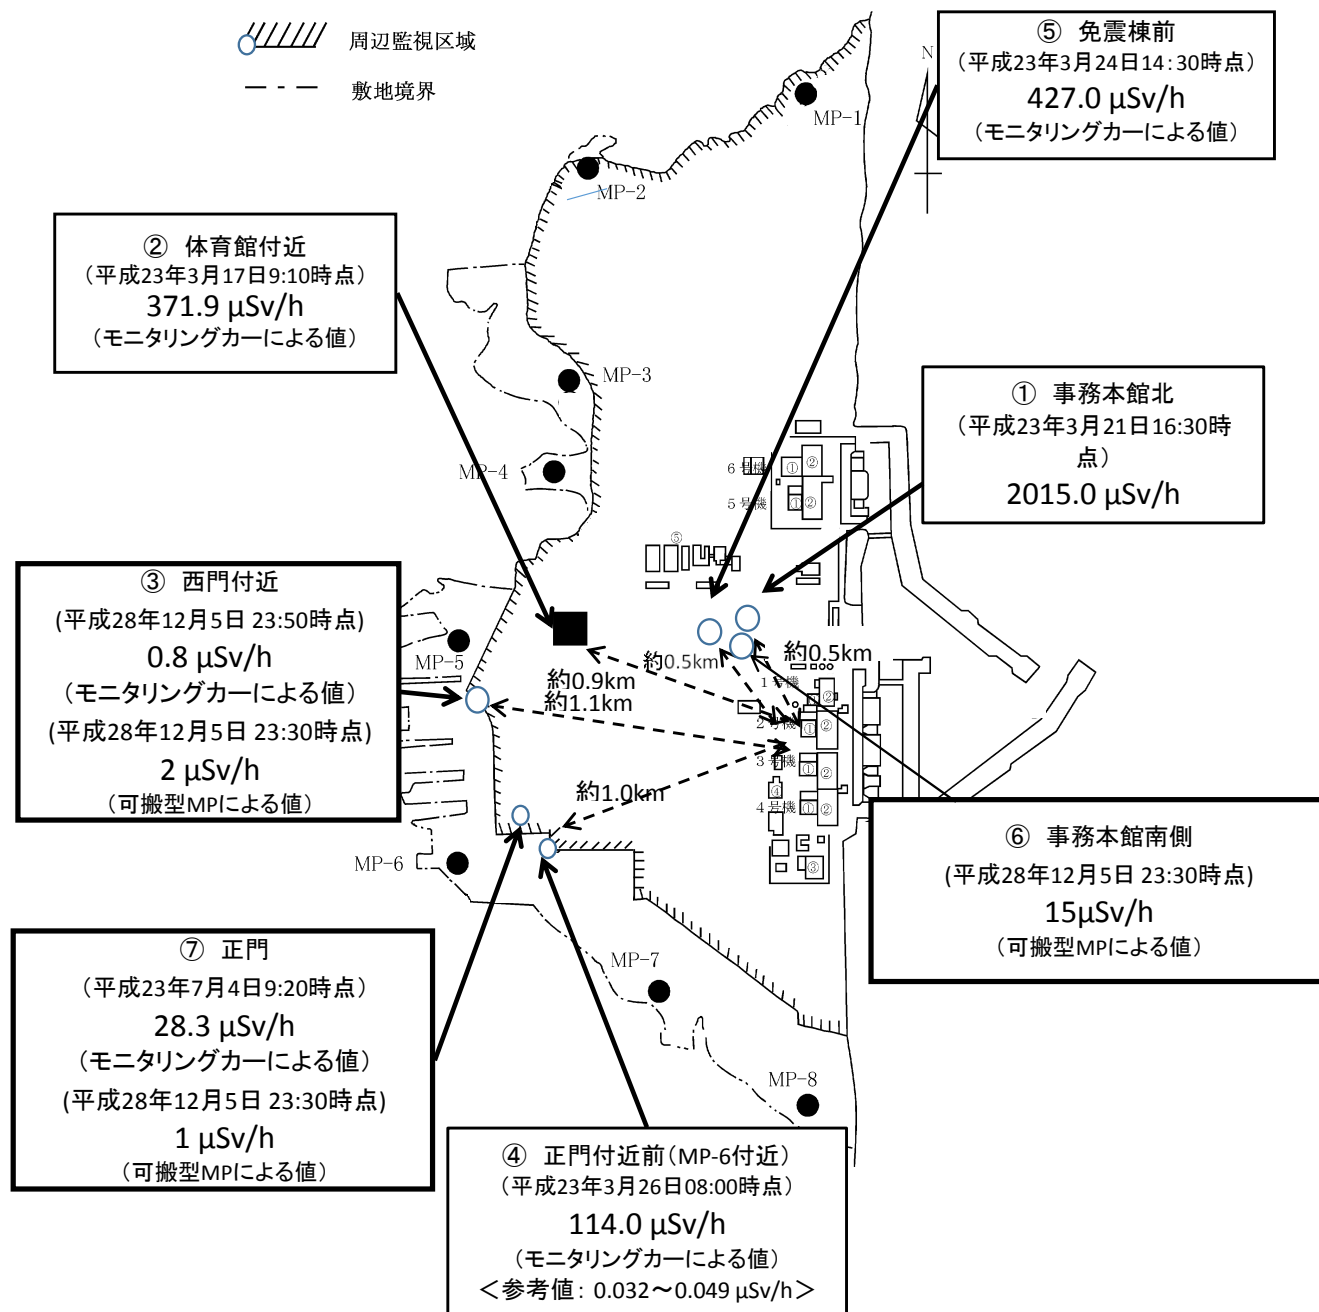 周辺監視区域
敷地境界
⑤ 免震棟前
(平成23年3月24日14:30時点)
427.0 μSv/h
(モニタリングカーによる値)
N
MP-1
MP-2
② 体育館付近
(平成23年3月17日9:10時点)
371.9 μSv/h
(モニタリングカーによる値)
MP-3
① 事務本館北
(平成23年3月21日16:30時
点)
2015.0 μSv/h
MP-4
6号機
①
②
5号機
①
②
⑤
③ 西門付近
(平成28年12月5日 23:50時点)
0.8 μSv/h
(モニタリングカーによる値)
(平成28年12月5日 23:30時点)
2 μSv/h
(可搬型MPによる値)
MP-5
約0.5km
約0.5km
約0.9km
約1.1km
1号機
②
2号機
①
②
3号機
①
②
約1.0km
④
4号機
①
②
③
MP-6
⑥ 事務本館南側
(平成28年12月5日 23:30時点)
15μSv/h
(可搬型MPによる値)
⑦ 正門
(平成23年7月4日9:20時点)
28.3 μSv/h
(モニタリングカーによる値)
(平成28年12月5日 23:30時点)
1 μSv/h
(可搬型MPによる値)
MP-7
MP-8
④ 正門付近前(MP-6付近)
(平成23年3月26日08:00時点)
114.0 μSv/h
(モニタリングカーによる値)
<参考値: 0.032～0.049 μSv/h>